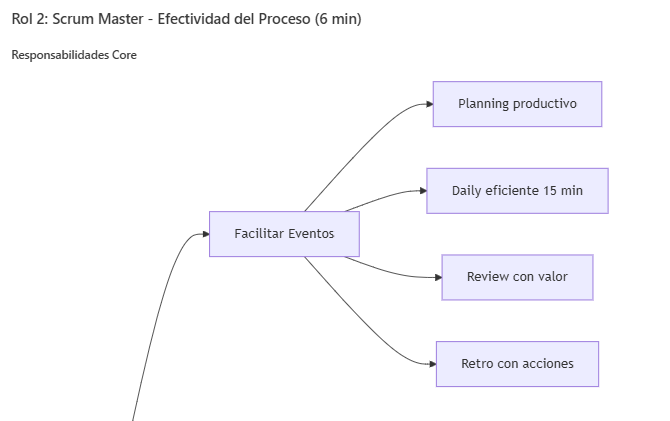 Rol 2: Scrum Master - Efectividad del Proceso (6 min)
Responsabilidades Core
Planning productivo
Daily eficiente 15 min
Facilitar Eventos
Review con valor
Retro con acciones